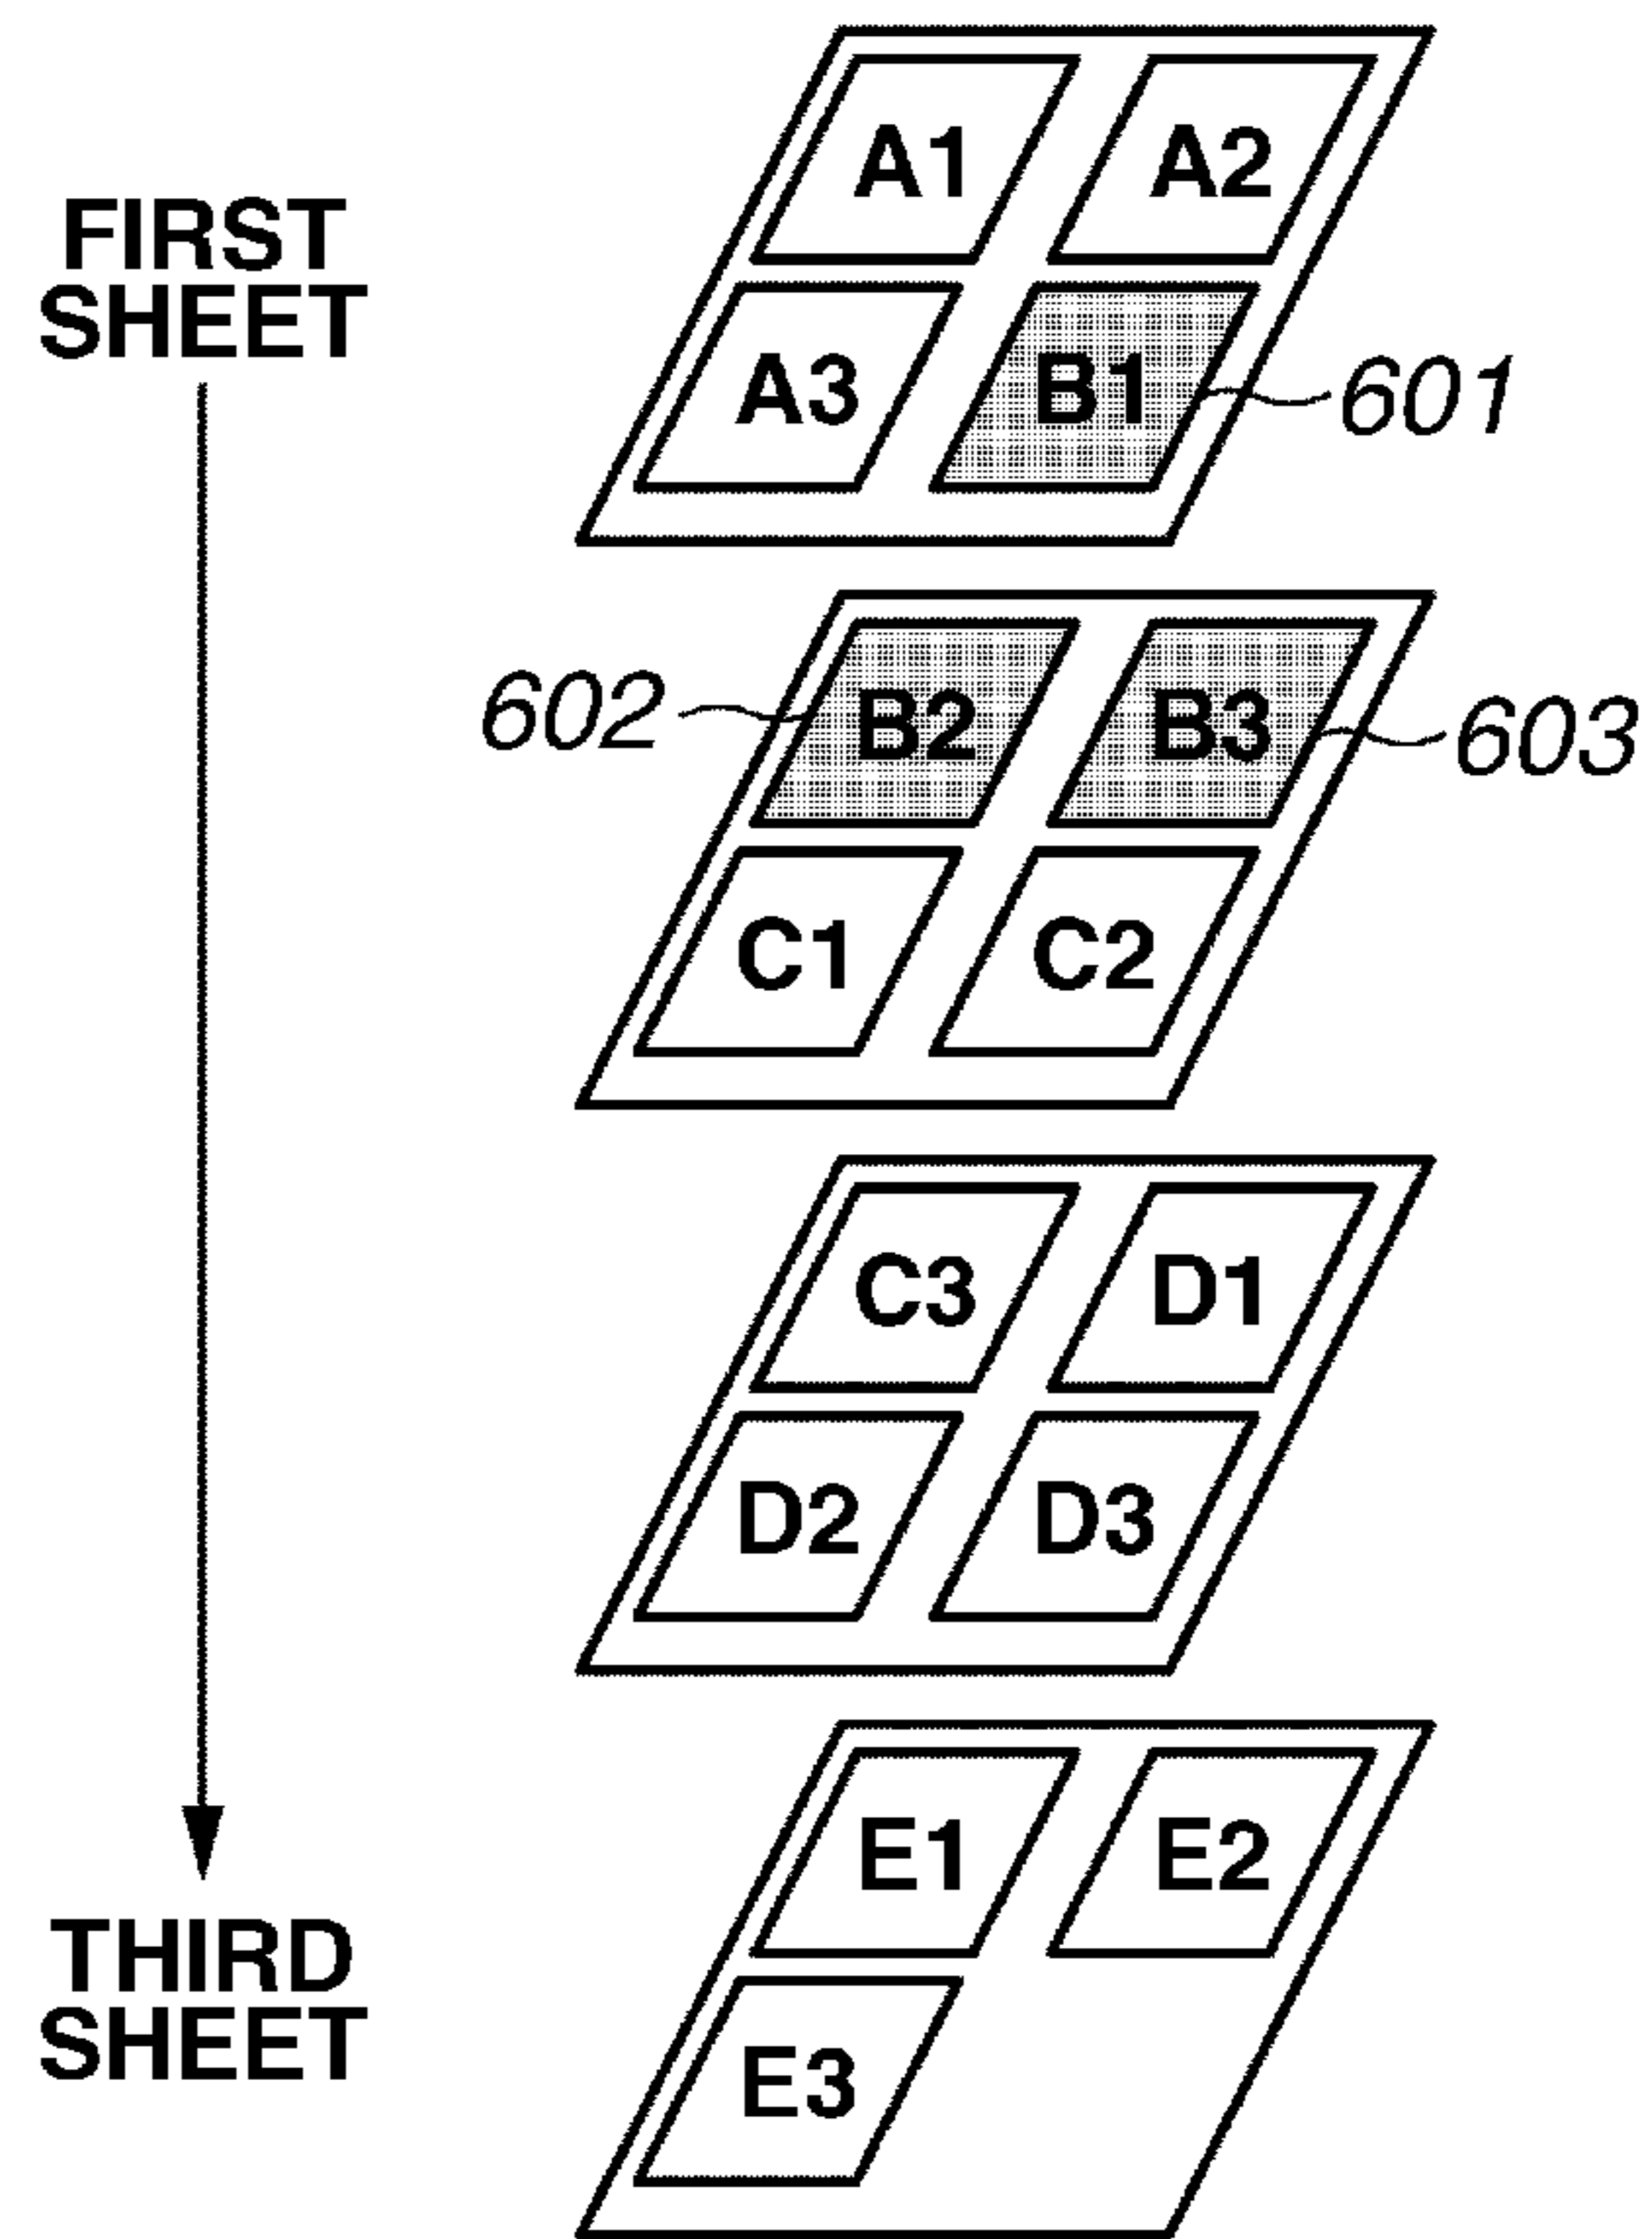 FIRST
SHEET
A1 A2
A3 B1 601
602 B2 B3 603
C1 C2
C3 D1
D2 D3
E1 E2
THIRD
SHEET
E3